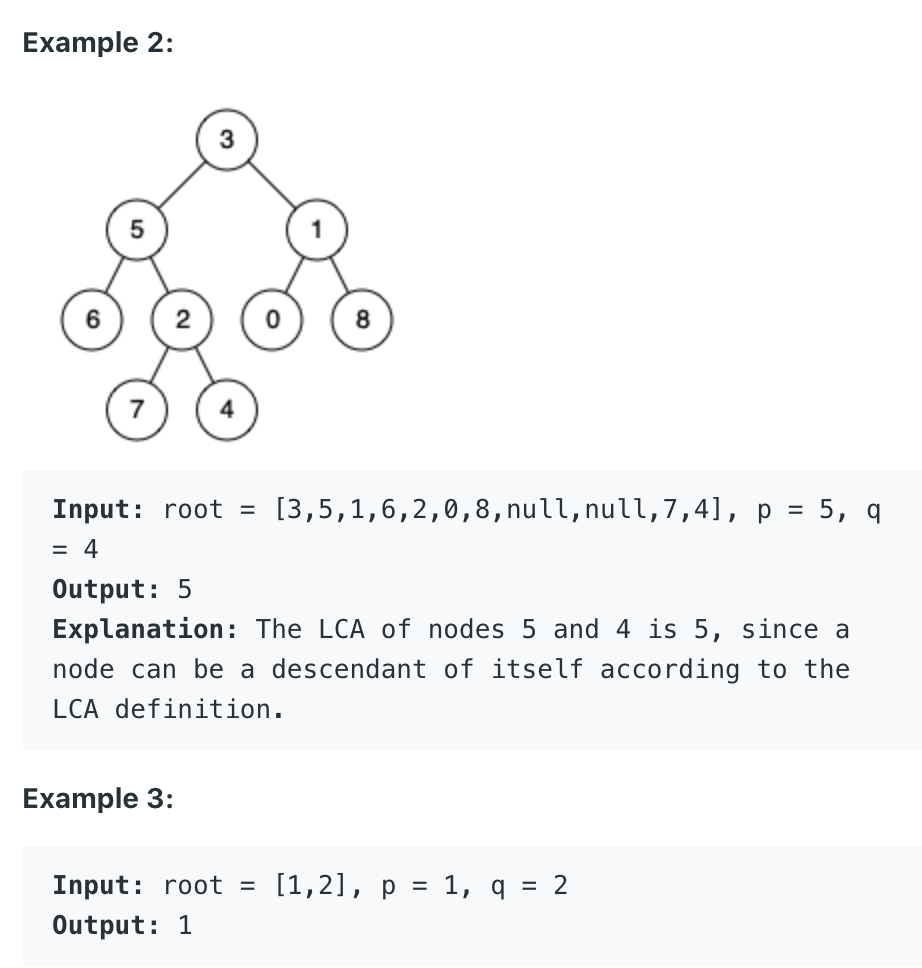 Example 2:
3
5 1
6 2 0 8
7 4
Input: root = [3,5,1,6,2,0,8,null,null,7,4], p = 5, q
= 4
Output: 5
Explanation: The LCA of nodes 5 and 4 is 5, since a
node can be a descendant of itself according to the
LCA definition.
Example 3:
Input: root = [1,2], p = 1, q = 2
Output: 1